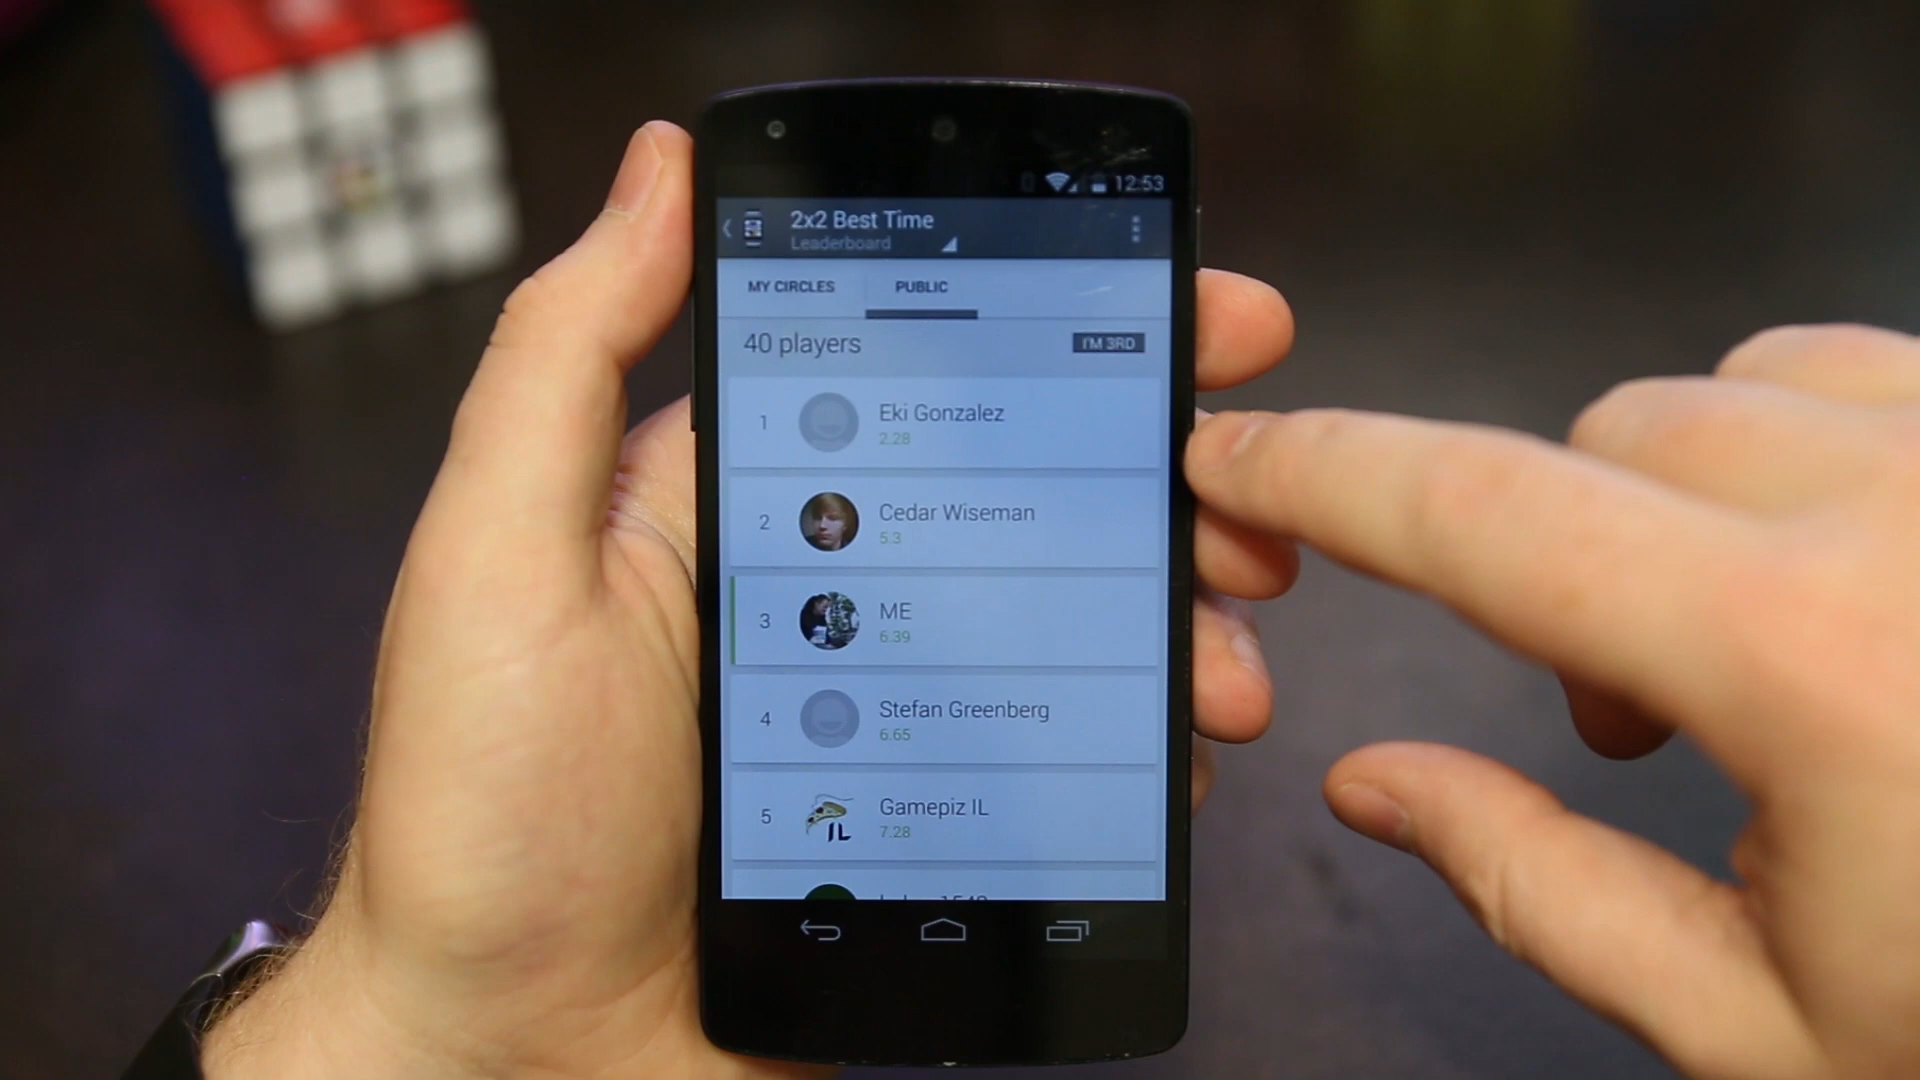 12:53
2x2 Best Time
Leaderboard
MY CIRCLES PUBLIC
40 players I'M 3RD
1 Eki Gonzalez
2.28
2 Cedar Wiseman
5.3
3 ME
6.39
4 Stefan Greenberg
6.65
5 Gamepiz IL
7.28
IL